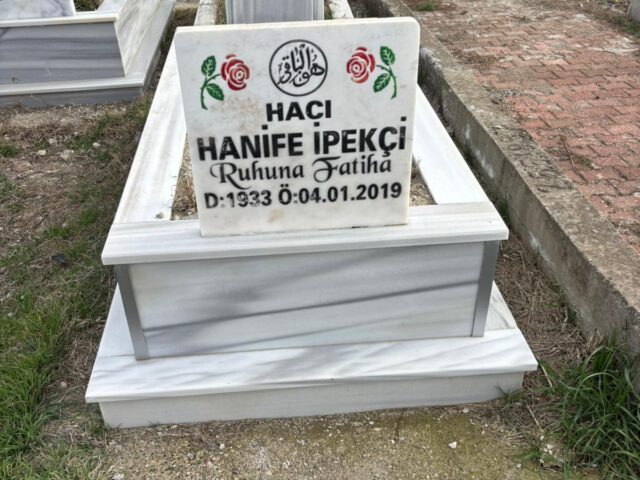 هو الباقي
HACI
HANİFE İPEKÇİ
Ruhuna Fatiha
D:1933 Ö:04.01.2019